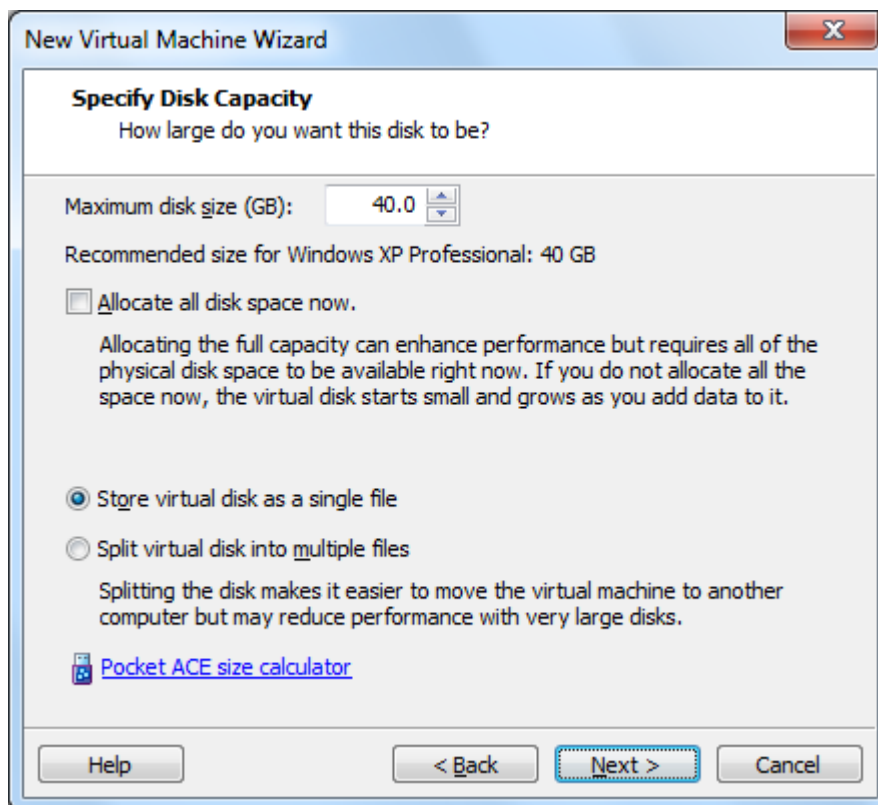 New Virtual Machine Wizard
Specify Disk Capacity
How large do you want this disk to be?
Maximum disk size (GB): 40.0
Recommended size for Windows XP Professional: 40 GB
Allocate all disk space now.
Allocating the full capacity can enhance performance but requires all of the
physical disk space to be available right now. If you do not allocate all the
space now, the virtual disk starts small and grows as you add data to it.
Store virtual disk as a single file
Split virtual disk into multiple files
Splitting the disk makes it easier to move the virtual machine to another
computer but may reduce performance with very large disks.
Pocket ACE size calculator
Help < Back Next > Cancel